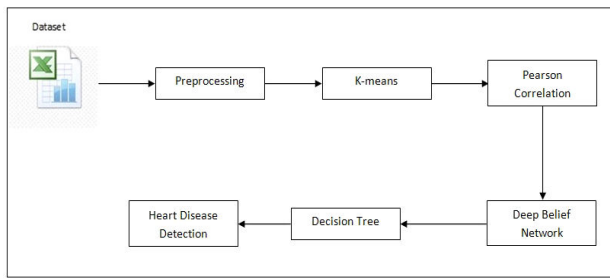 Dataset
Preprocessing
K-means
Pearson
Correlation
Deep Belief
Network
Decision Tree
Heart Disease
Detection